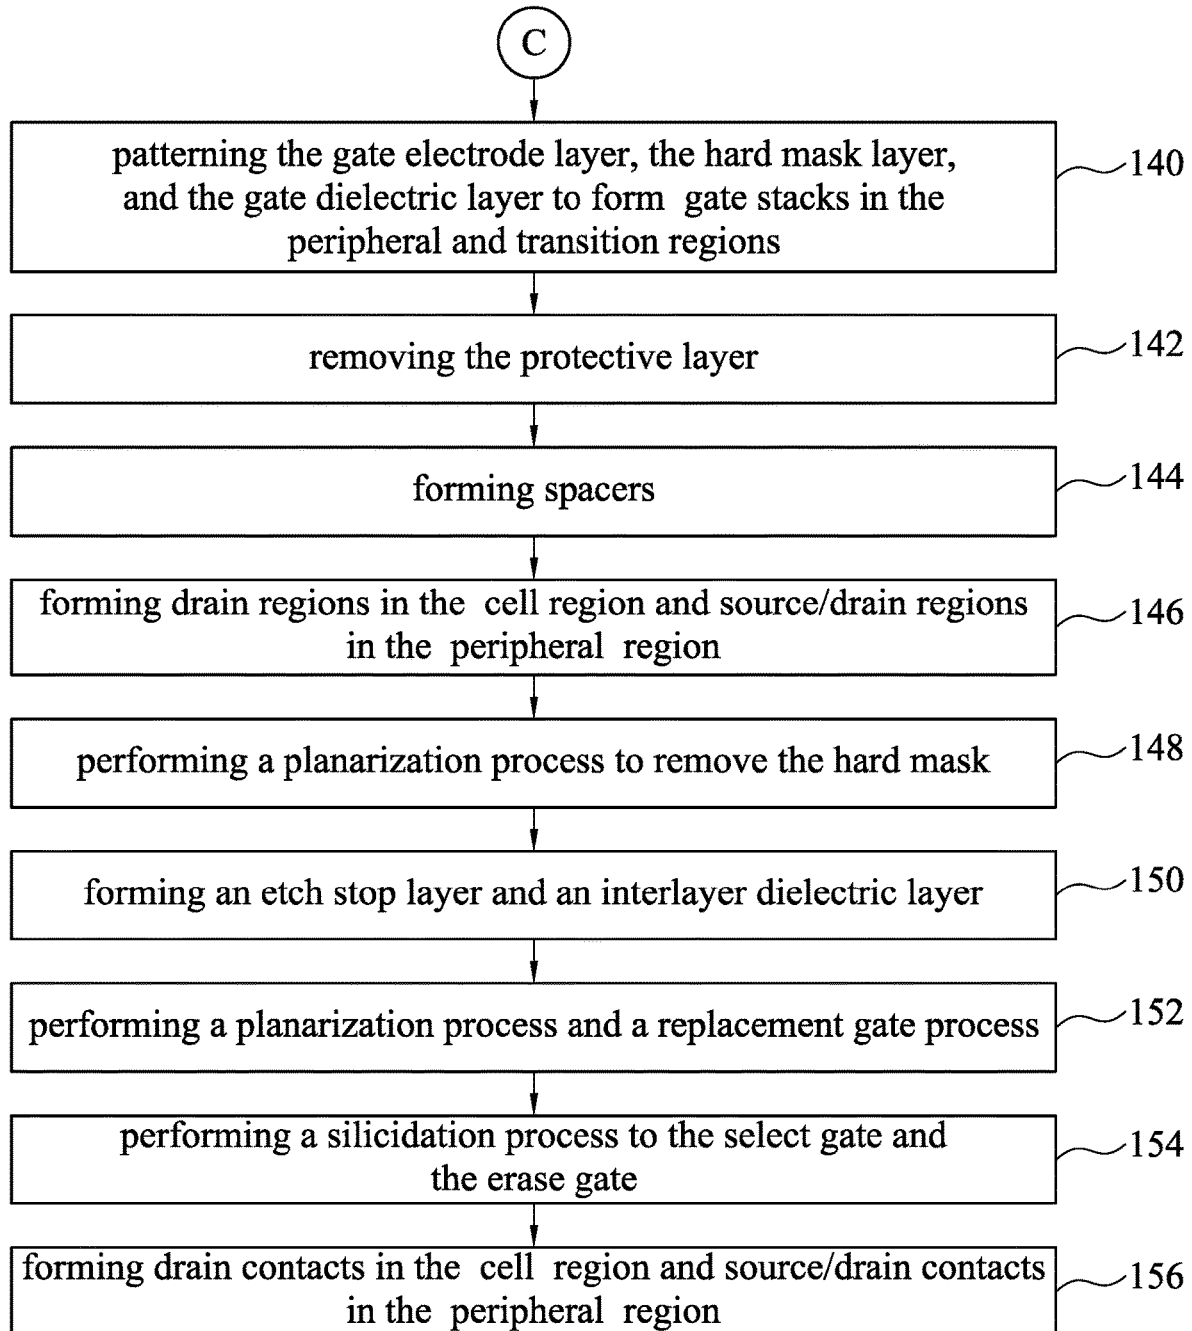 C
patterning the gate electrode layer, the hard mask layer,
and the gate dielectric layer to form gate stacks in the
peripheral and transition regions
140
removing the protective layer
142
forming spacers
144
forming drain regions in the cell region and source/drain regions
in the peripheral region
146
performing a planarization process to remove the hard mask
148
forming an etch stop layer and an interlayer dielectric layer
150
performing a planarization process and a replacement gate process
152
performing a silicidation process to the select gate and
the erase gate
154
forming drain contacts in the cell region and source/drain contacts
in the peripheral region
156